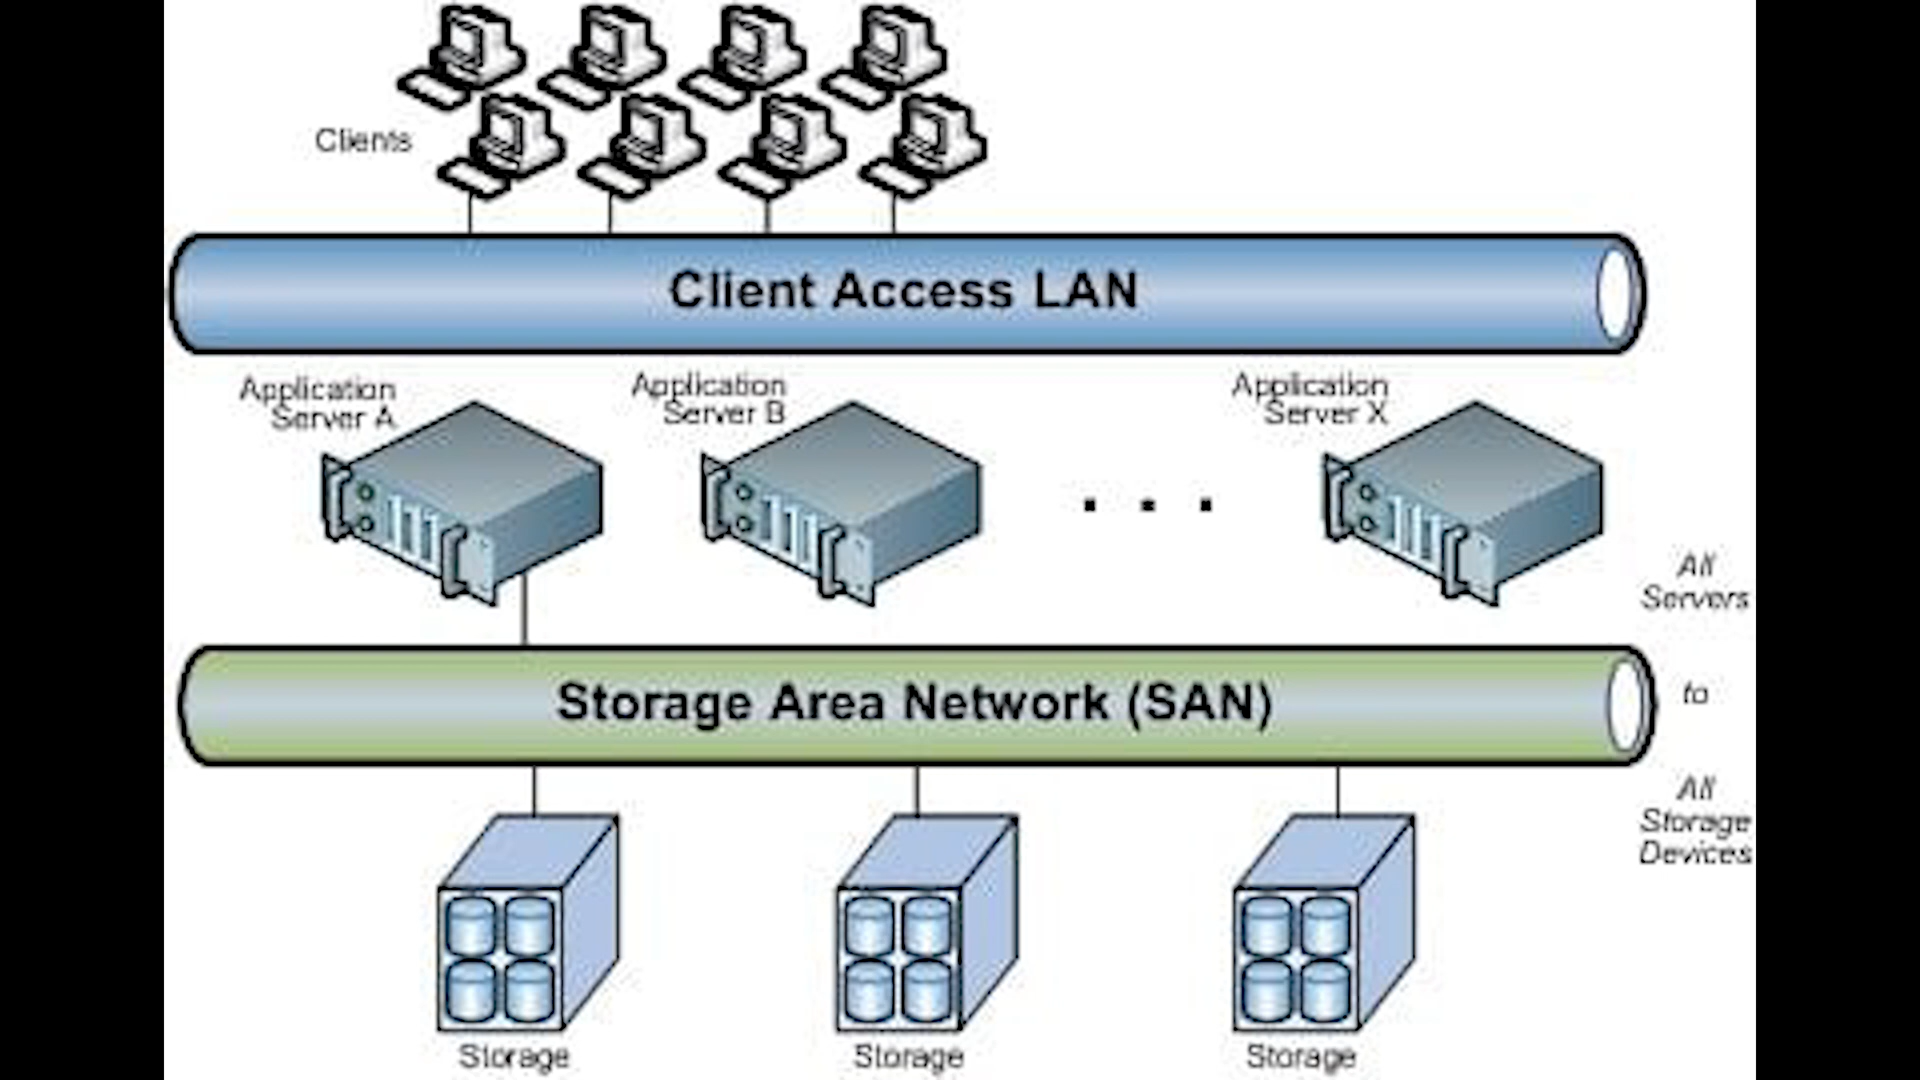 Clients
Client Access LAN
Application
Server A
Application
Server B
Application
Server X
. . .
All
Servers
Storage Area Network (SAN)
to
All
Storage
Devices
Storage
Storage
Storage